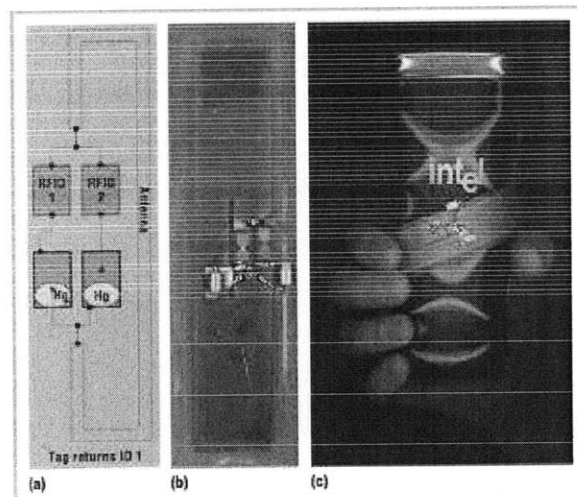 RFID
1
RFID
2
Antenna
Hg
Hg
Tag returns ID 1
intel
(a)
(b)
(c)